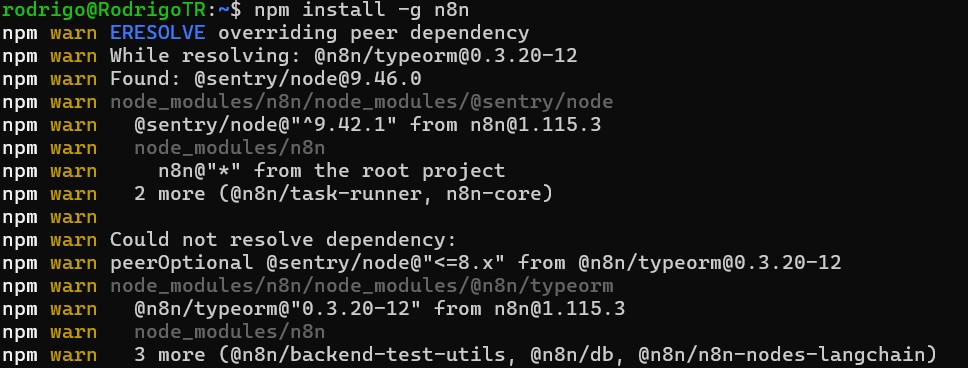 rodrigo@RodrigoTR:~$ npm install -g n8n
npm warn ERESOLVE overriding peer dependency
npm warn While resolving: @n8n/typeorm@0.3.20-12
npm warn Found: @sentry/node@9.46.0
npm warn node_modules/n8n/node_modules/@sentry/node
npm warn   @sentry/node@"^9.42.1" from n8n@1.115.3
npm warn   node_modules/n8n
npm warn     n8n@"*" from the root project
npm warn   2 more (@n8n/task-runner, n8n-core)
npm warn
npm warn Could not resolve dependency:
npm warn peerOptional @sentry/node@"<=8.x" from @n8n/typeorm@0.3.20-12
npm warn node_modules/n8n/node_modules/@n8n/typeorm
npm warn   @n8n/typeorm@"0.3.20-12" from n8n@1.115.3
npm warn   node_modules/n8n
npm warn   3 more (@n8n/backend-test-utils, @n8n/db, @n8n/n8n-nodes-langchain)